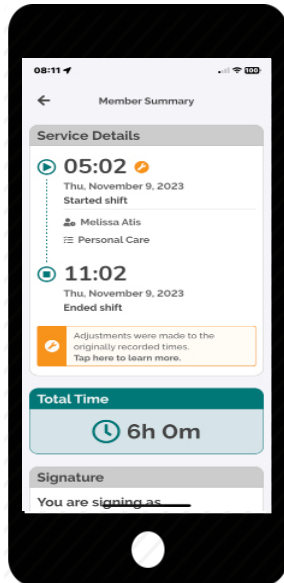 08:11
100
Member Summary
Service Details
05:02
Thu, November 9, 2023
Started shift
Melissa Atis
Personal Care
11:02
Thu, November 9, 2023
Ended shift
Adjustments were made to the
originally recorded times.
Tap here to learn more.
Total Time
6h 0m
Signature
You are signing as